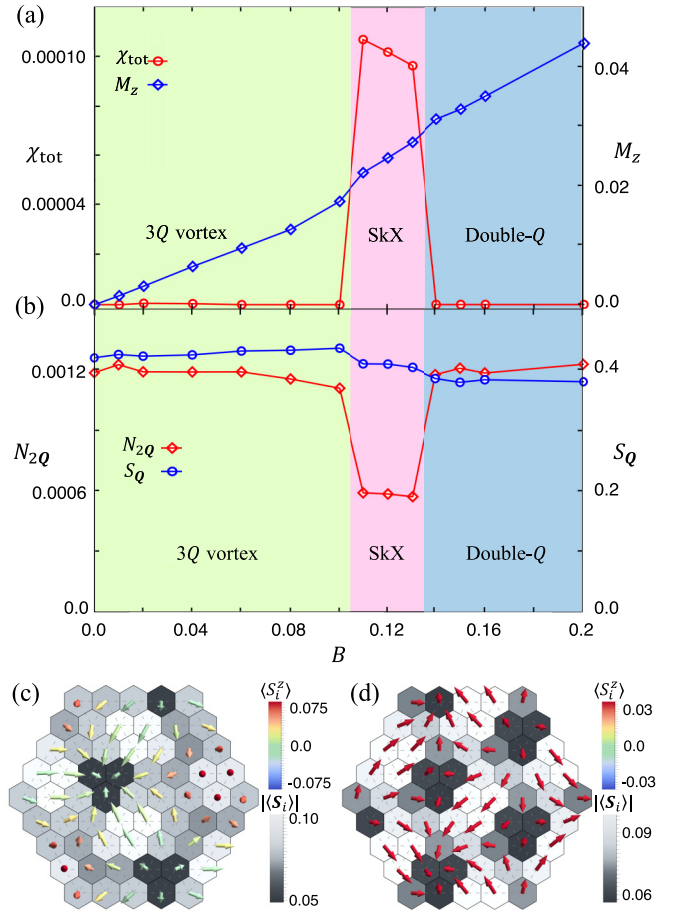 (a)
0.00010
χtot
Mz
0.04
χtot
Mz
0.00004
0.02
3Q vortex
SkX
Double-Q
0.0
0.0
(b)
0.0012
0.4
N2Q
N2Q
SQ
SQ
0.0006
0.2
3Q vortex
SkX
Double-Q
0.0
0.0
0.0 0.04 0.08 0.12 0.16 0.2
B
(c)
⟨Siz⟩
0.075
0.0
-0.075
|⟨Si⟩|
0.10
0.05
(d)
⟨Siz⟩
0.03
0.0
-0.03
|⟨Si⟩|
0.09
0.06